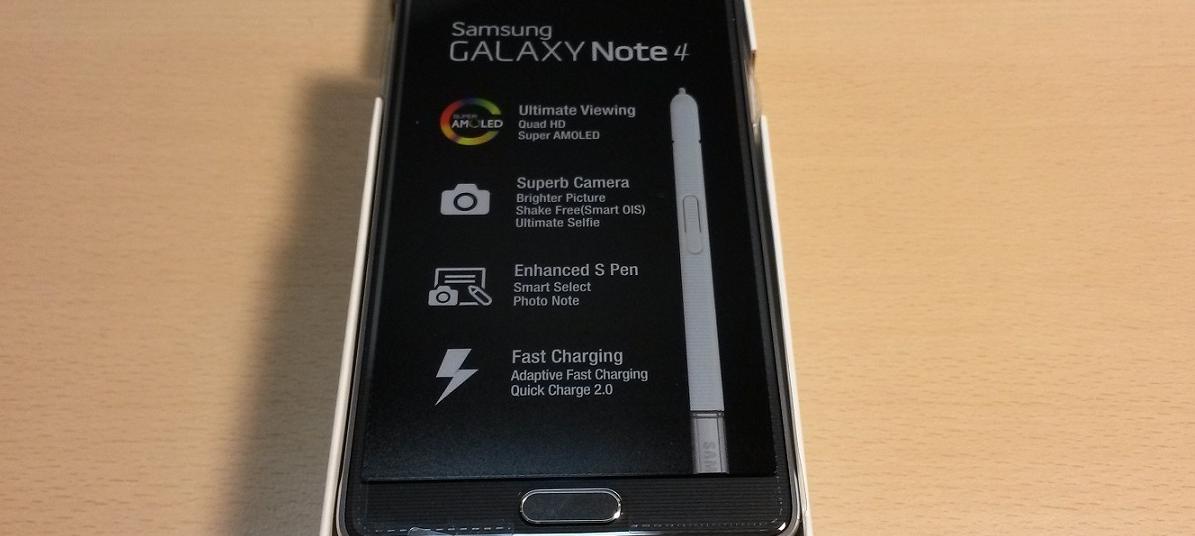 Samsung
GALAXY Note 4
SUPER
AMOLED
Ultimate Viewing
Quad HD
Super AMOLED
Superb Camera
Brighter Picture
Shake Free(Smart OIS)
Ultimate Selfie
Enhanced S Pen
Smart Select
Photo Note
Fast Charging
Adaptive Fast Charging
Quick Charge 2.0
SAM